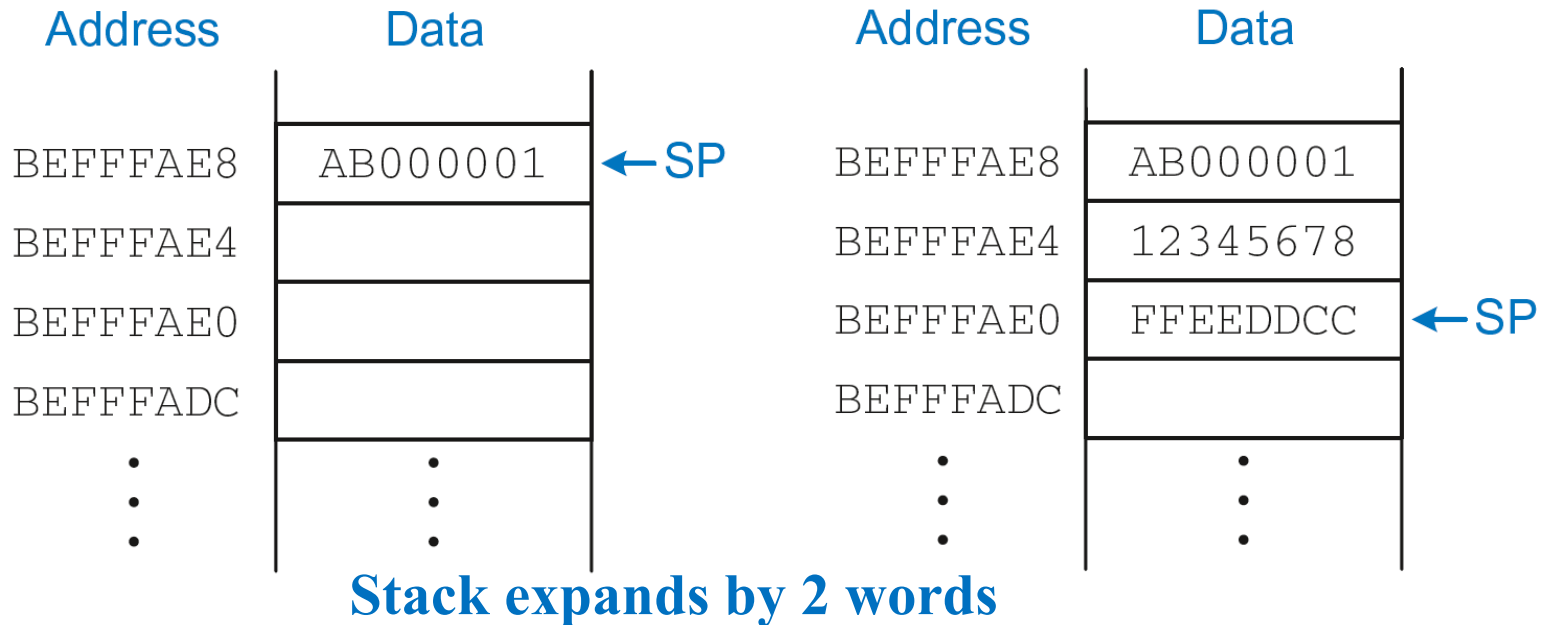 Address Data Address Data
BEFFFAE8 AB000001 SP BEFFFAE8 AB000001
BEFFFAE4 BEFFFAE4 12345678
BEFFFAE0 BEFFFAE0 FFEEDDCC SP
BEFFFADC BEFFFADC
Stack expands by 2 words